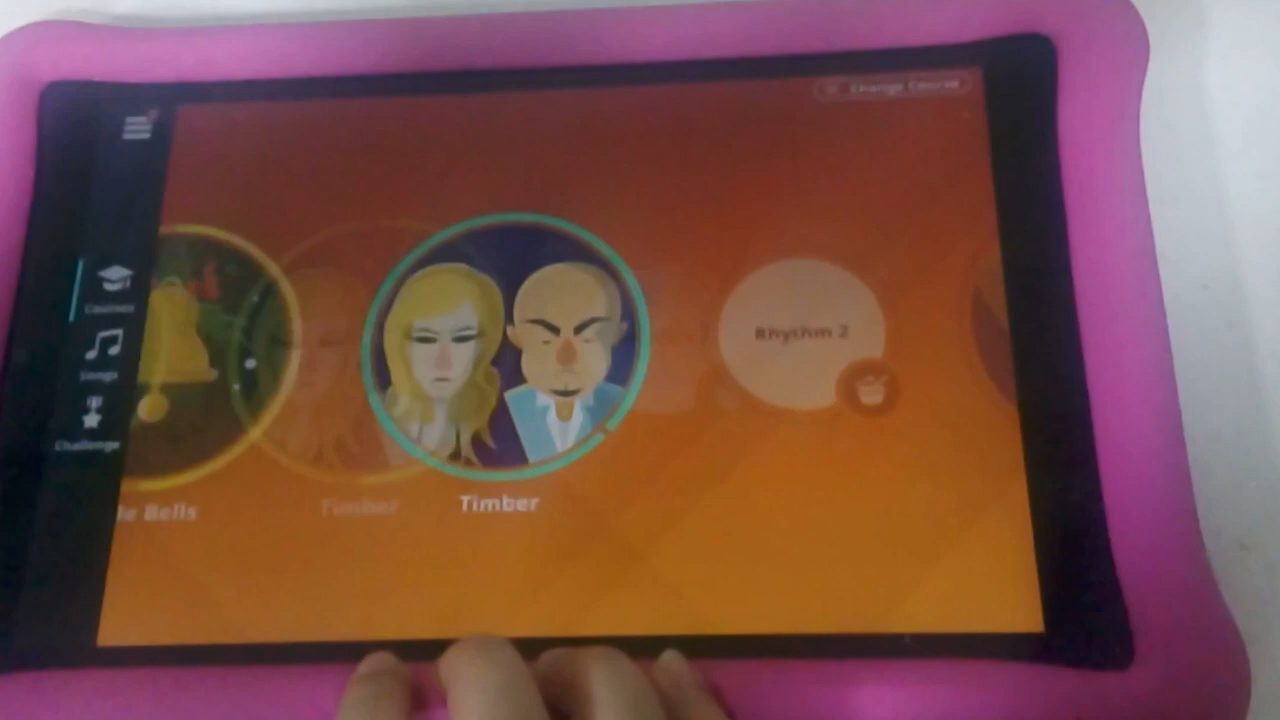 Change Course
Courses
Songs
Challenge
Rhythm 2
le Bells
Timber
Timber